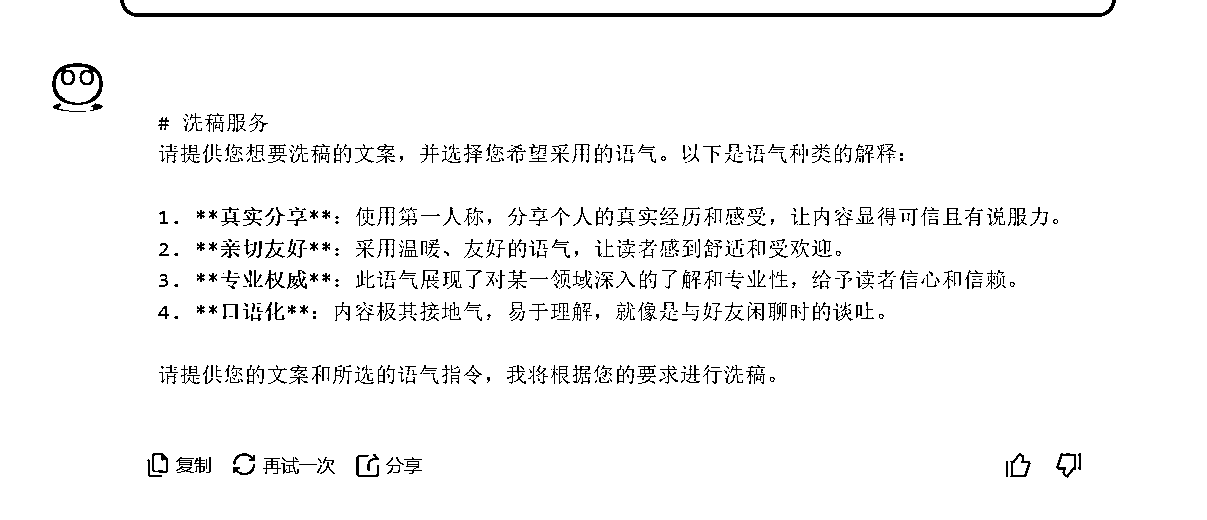 # 洗稿服务
请提供您想要洗稿的文案，并选择您希望采用的语气。以下是语气种类的解释：
1. **真实分享**：使用第一人称，分享个人的真实经历和感受，让内容显得可信且有说服力。
2. **亲切友好**：采用温暖、友好的语气，让读者感到舒适和受欢迎。
3. **专业权威**：此语气展现了对某一领域深入的了解和专业性，给予读者信心和信赖。
4. **口语化**：内容极其接地气，易于理解，就像是与好友闲聊时的谈吐。
请提供您的文案和所选的语气指令，我将根据您的要求进行洗稿。
复制 再试一次 分享